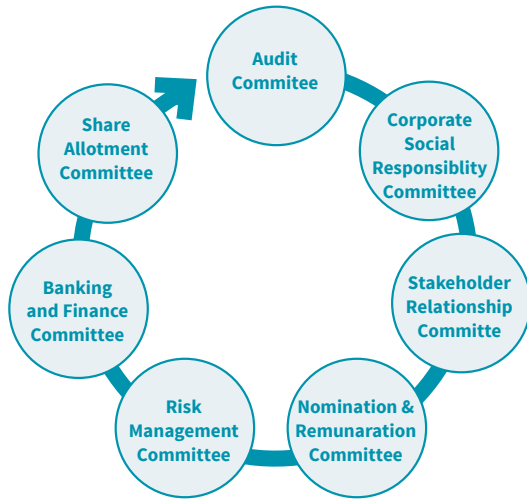 Audit
Commitee
Corporate
Social
Responsiblity
Committee
Stakeholder
Relationship
Committe
Nomination &
Remunaration
Committee
Risk
Management
Committee
Banking
and Finance
Committee
Share
Allotment
Committee